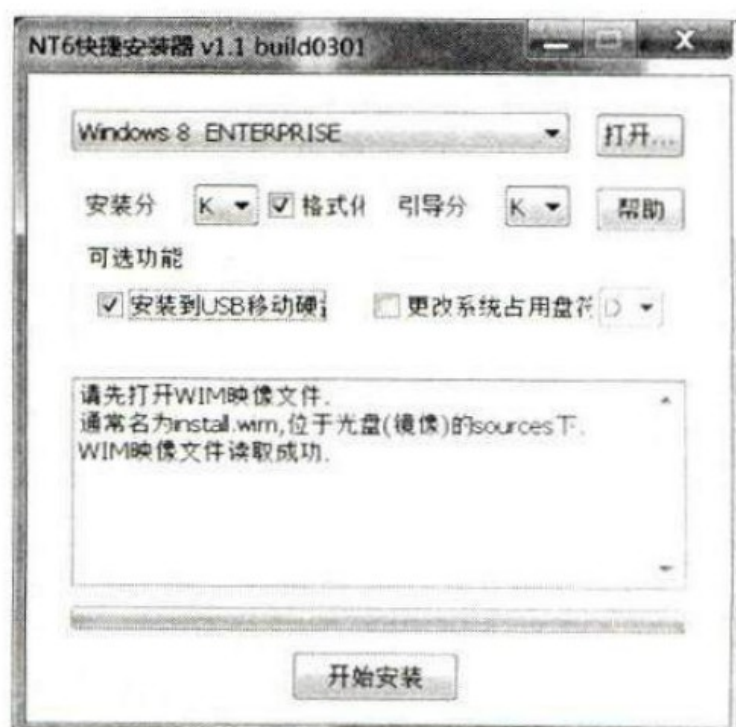 NT6快捷安装器 v1.1 build0301
Windows 8 ENTERPRISE
打开...
安装分 K 格式化 引导分 K 帮助
可选功能
安装到USB移动硬盘 更改系统占用盘符 D
请先打开WIM映像文件.
通常名为install.wim,位于光盘(镜像)的sources下.
WIM映像文件读取成功.
开始安装